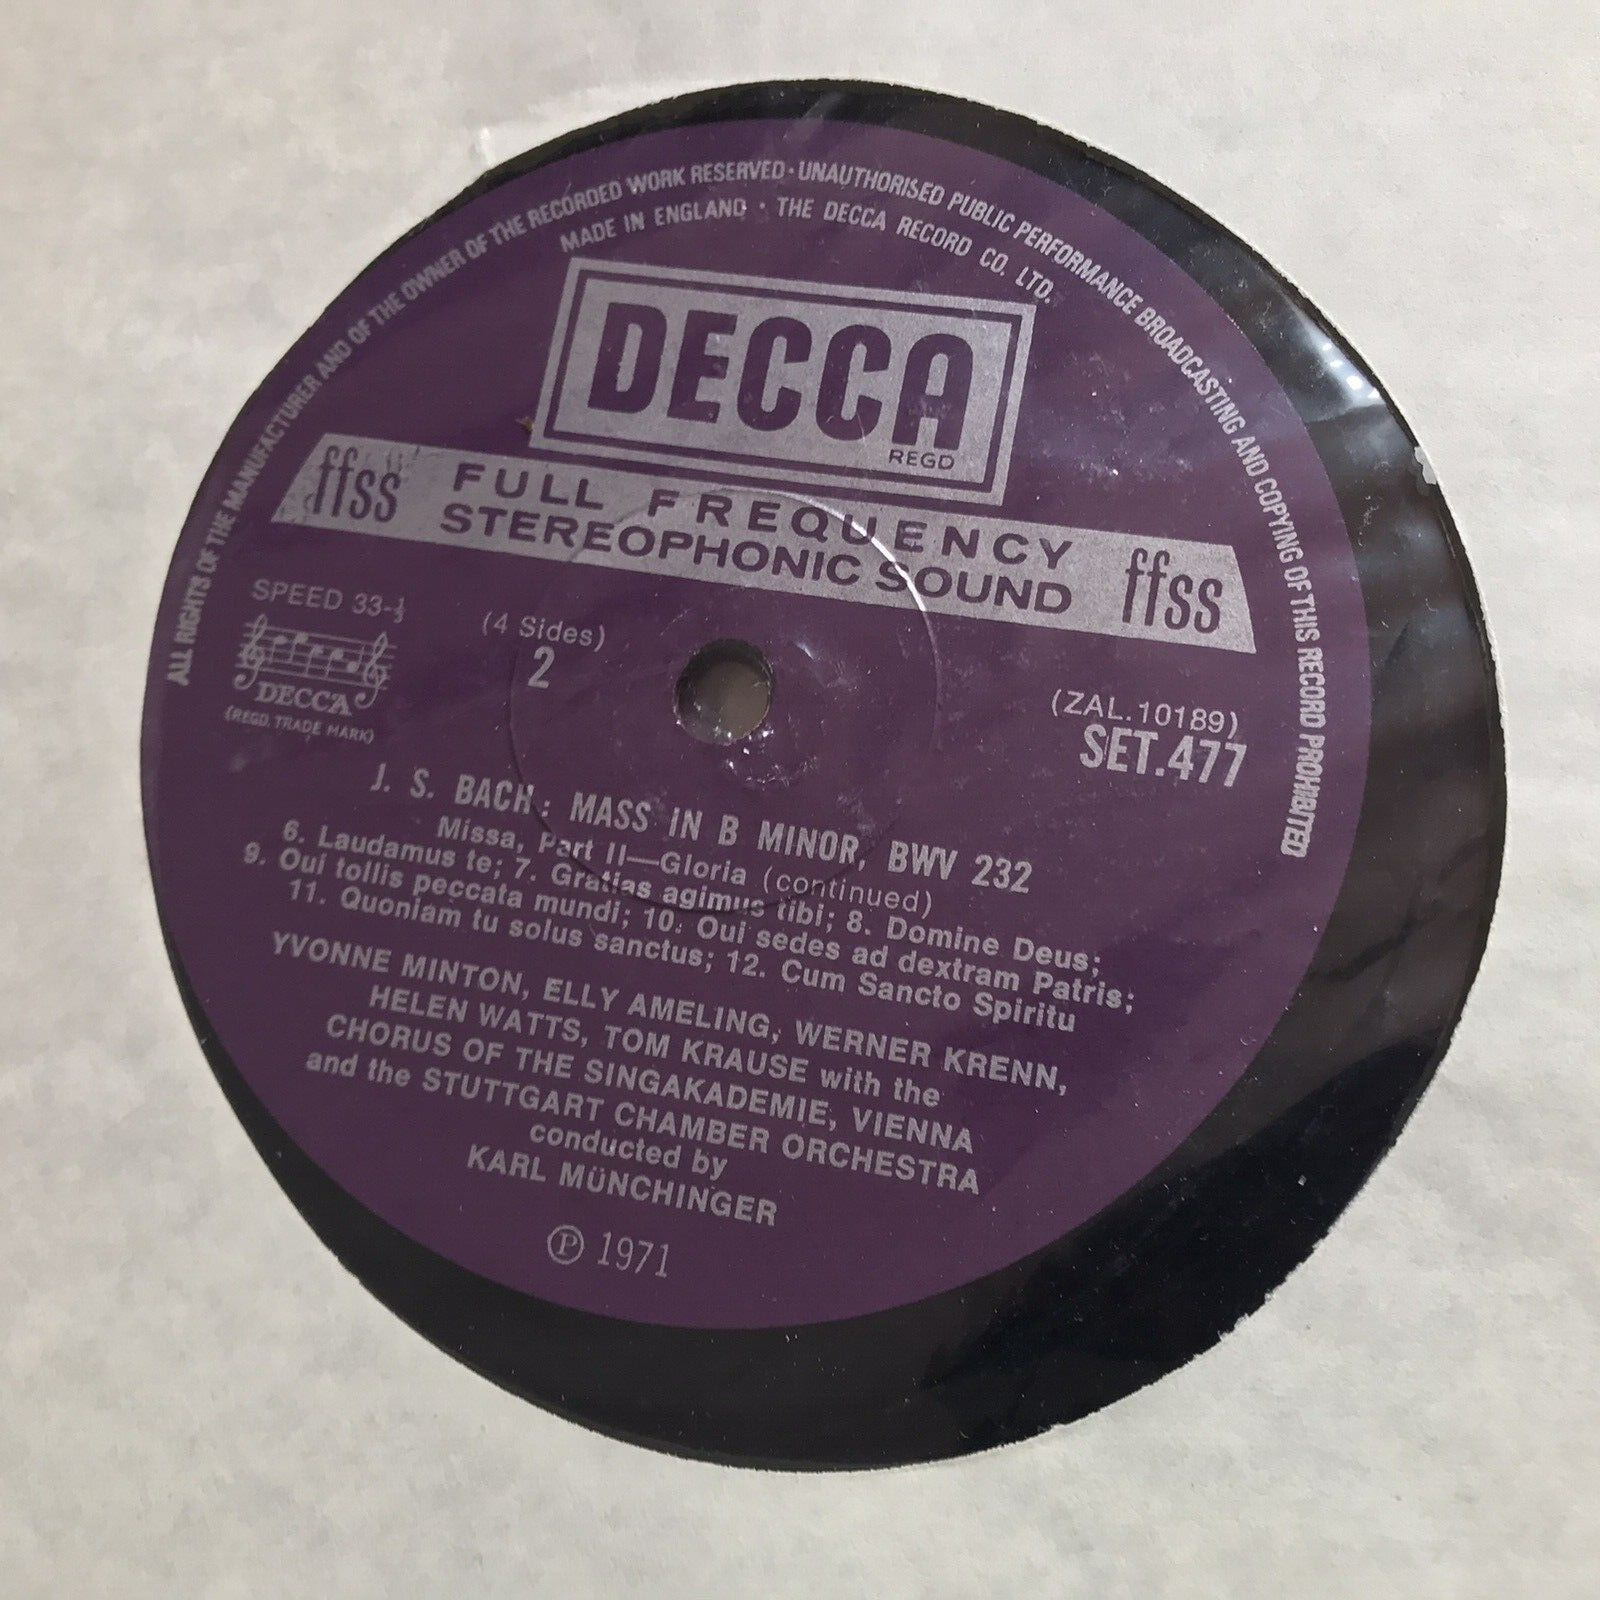 ALL RIGHTS OF THE MANUFACTURER AND OF THE OWNER OF THE RECORDED WORK RESERVED · UNAUTHORISED PUBLIC PERFORMANCE BROADCASTING AND COPYING OF THIS RECORD PROHIBITED
MADE IN ENGLAND · THE DECCA RECORD CO. LTD.
DECCA
REGD
ffss FULL FREQUENCY ffss
STEREOPHONIC SOUND
SPEED 33-⅓
DECCA
(REGD. TRADE MARK)
(4 Sides)
2
(ZAL.10189)
SET.477
J. S. BACH: MASS IN B MINOR, BWV 232
Missa, Part II—Gloria (continued)
6. Laudamus te; 7. Gratias agimus tibi; 8. Domine Deus;
9. Oui tollis peccata mundi; 10. Oui sedes ad dextram Patris;
11. Quoniam tu solus sanctus; 12. Cum Sancto Spiritu
YVONNE MINTON, ELLY AMELING, WERNER KRENN,
HELEN WATTS, TOM KRAUSE with the
CHORUS OF THE SINGAKADEMIE, VIENNA
and the STUTTGART CHAMBER ORCHESTRA
conducted by
KARL MÜNCHINGER
℗ 1971